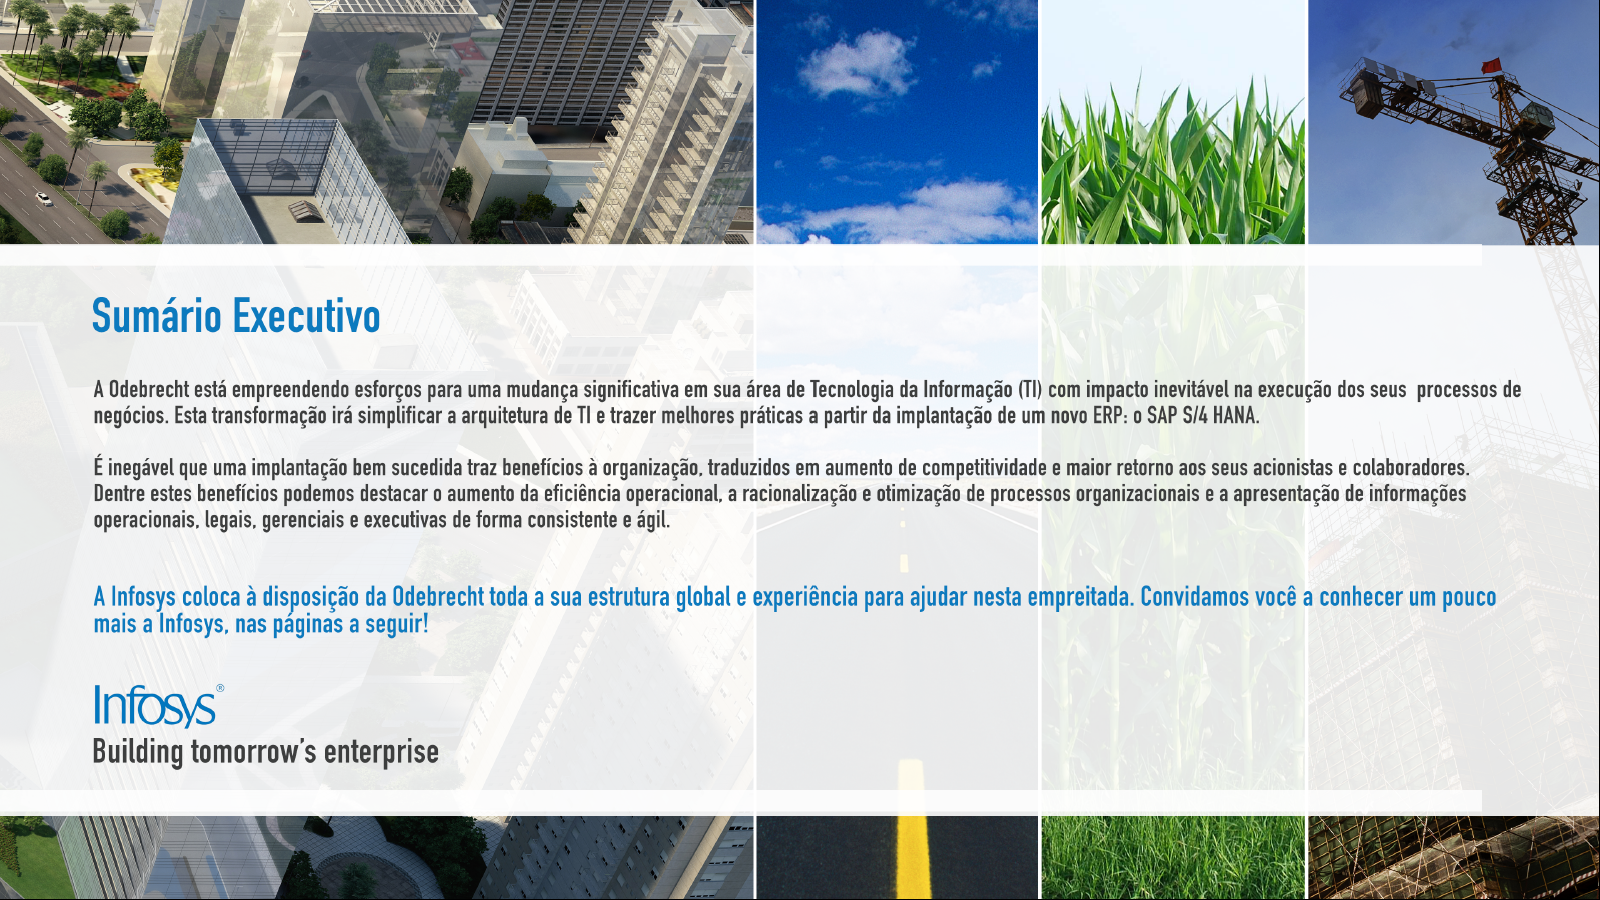 Sumário Executivo
A Odebrecht está empreendendo esforços para uma mudança significativa em sua área de Tecnologia da Informação (TI) com impacto inevitável na execução dos seus  processos de
negócios. Esta transformação irá simplificar a arquitetura de TI e trazer melhores práticas a partir da implantação de um novo ERP: o SAP S/4 HANA.
É inegável que uma implantação bem sucedida traz benefícios à organização, traduzidos em aumento de competitividade e maior retorno aos seus acionistas e colaboradores.
Dentre estes benefícios podemos destacar o aumento da eficiência operacional, a racionalização e otimização de processos organizacionais e a apresentação de informações
operacionais, legais, gerenciais e executivas de forma consistente e ágil.
A Infosys coloca à disposição da Odebrecht toda a sua estrutura global e experiência para ajudar nesta empreitada. Convidamos você a conhecer um pouco
mais a Infosys, nas páginas a seguir!
Infosys®
Building tomorrow's enterprise